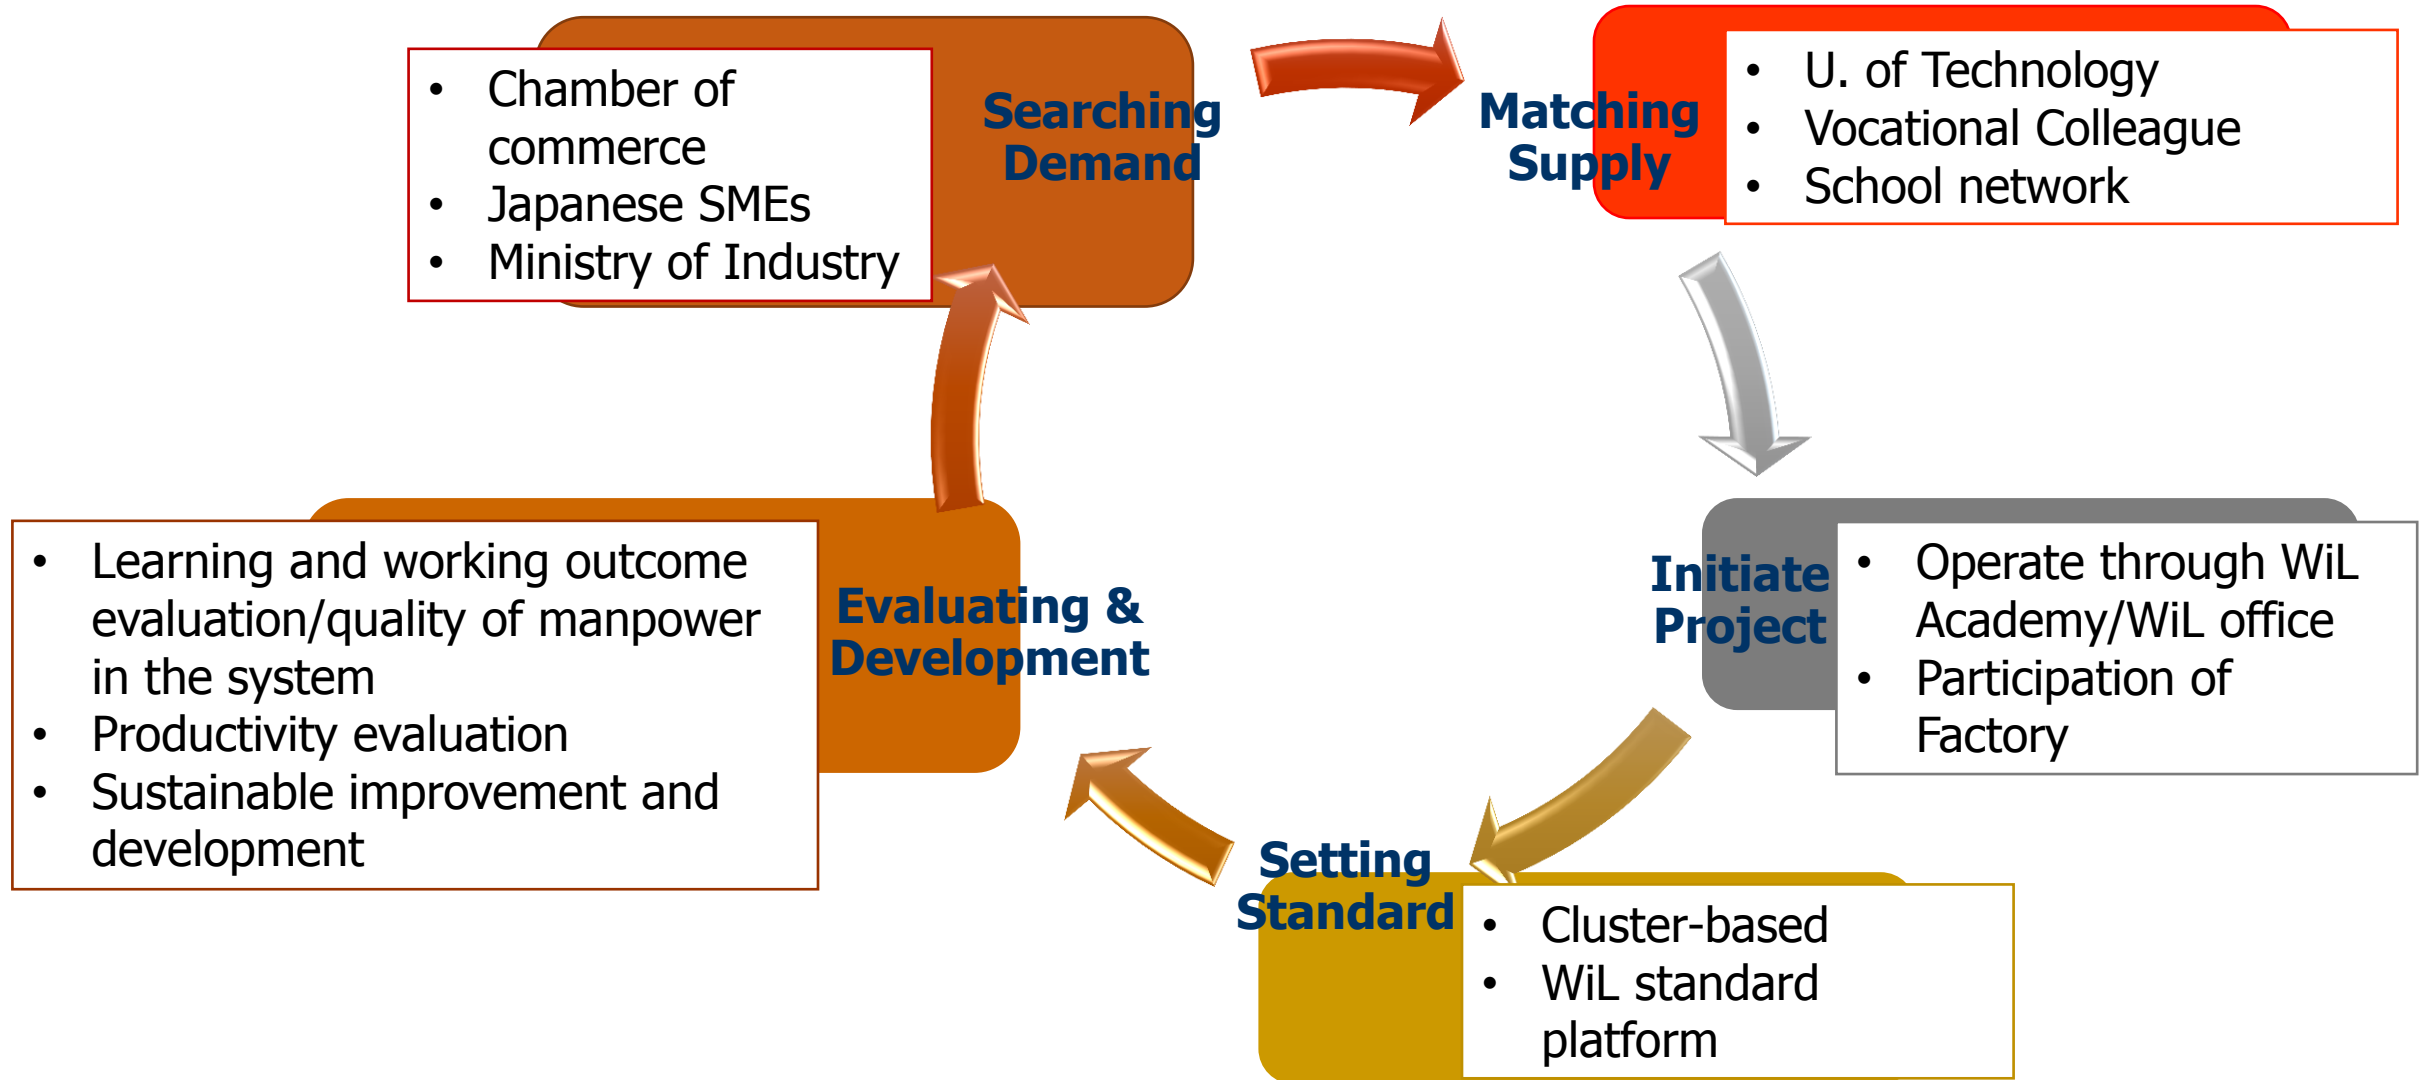 • Chamber of
commerce
• Japanese SMEs
• Ministry of Industry
Searching
Demand
Matching
Supply
• U. of Technology
• Vocational Colleague
• School network
Initiate
Project
• Operate through WiL
Academy/WiL office
• Participation of
Factory
Setting
Standard
• Cluster-based
• WiL standard
platform
Evaluating &
Development
• Learning and working outcome
evaluation/quality of manpower
in the system
• Productivity evaluation
• Sustainable improvement and
development